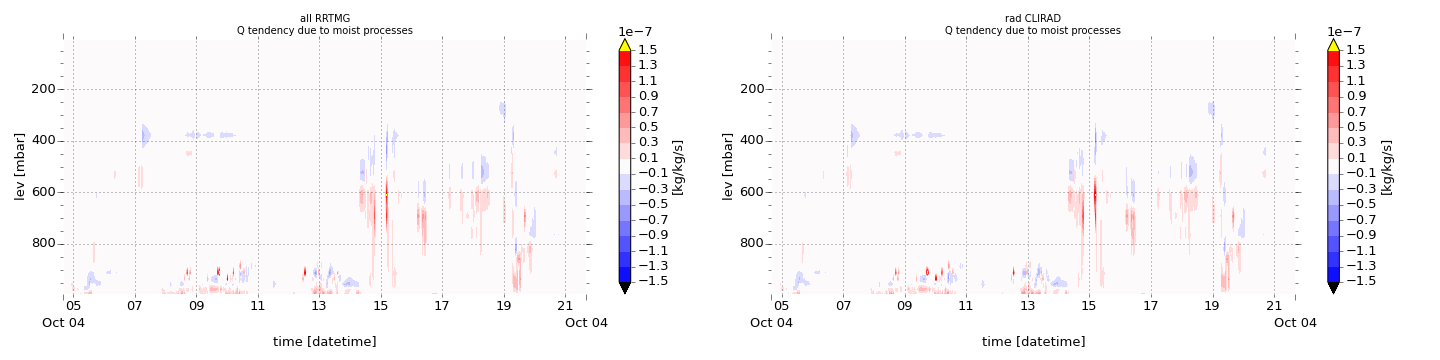 all RRTMG
Q tendency due to moist processes
1e−7
1.5
1.3
1.1
0.9
0.7
0.5
0.3
0.1
−0.1
−0.3
−0.5
−0.7
−0.9
−1.1
−1.3
−1.5
[kg/kg/s]
lev [mbar]
200
400
600
800
05 07 09 11 13 15 17 19 21
Oct 04 Oct 04
time [datetime]
rad CLIRAD
Q tendency due to moist processes
1e−7
1.5
1.3
1.1
0.9
0.7
0.5
0.3
0.1
−0.1
−0.3
−0.5
−0.7
−0.9
−1.1
−1.3
−1.5
[kg/kg/s]
lev [mbar]
200
400
600
800
05 07 09 11 13 15 17 19 21
Oct 04 Oct 04
time [datetime]